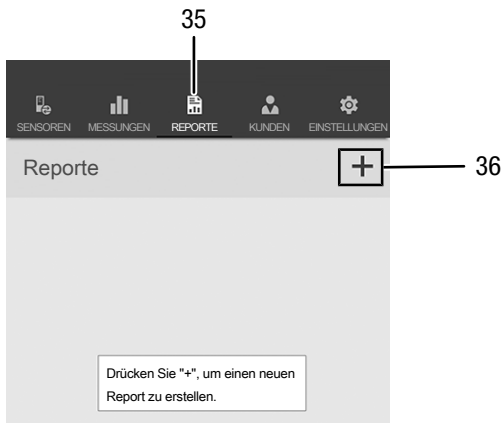 35
SENSOREN MESSUNGEN REPORTE KUNDEN EINSTELLUNGEN
Reporte +
36
Drücken Sie "+", um einen neuen
Report zu erstellen.